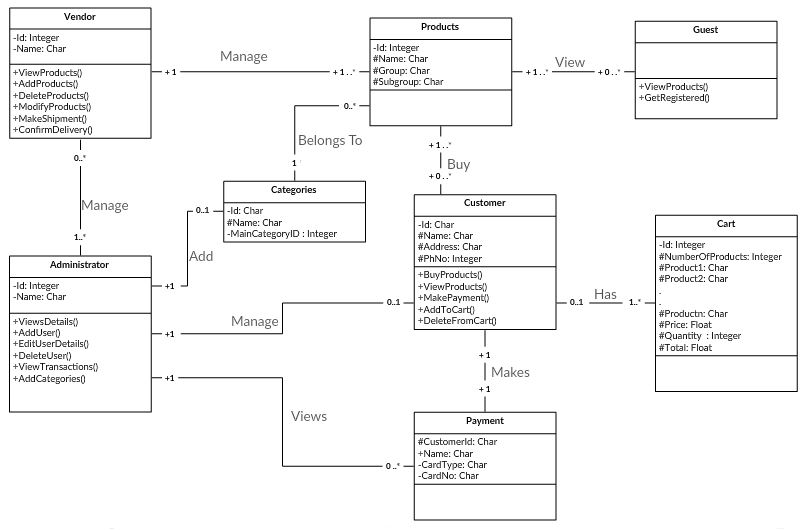 Vendor
-Id: Integer
-Name: Char
+ViewProducts()
+AddProducts()
+DeleteProducts()
+ModifyProducts()
+MakeShipment()
+ConfirmDelivery()
+1
Manage
+1..*
Products
-Id: Integer
#Name: Char
#Group: Char
#Subgroup: Char
+1..*
View
+0..*
Guest
+ViewProducts()
+GetRegistered()
0..*
Belongs To
1
+1..*
Buy
+0..*
0..*
Manage
1..*
Categories
-Id: Char
#Name: Char
-MainCategoryID : Integer
0..1
Add
+1
Customer
-Id: Char
#Name: Char
#Address: Char
#PhNo: Integer
+BuyProducts()
+ViewProducts()
+MakePayment()
+AddToCart()
+DeleteFromCart()
0..1
Has
1..*
Cart
-Id: Integer
#NumberOfProducts: Integer
#Product1: Char
#Product2: Char
.
.
#Productn: Char
#Price: Float
#Quantity : Integer
#Total: Float
Administrator
-Id: Integer
-Name: Char
+ViewsDetails()
+AddUser()
+EditUserDetails()
+DeleteUser()
+ViewTransactions()
+AddCategories()
+1
Manage
0..1
+1
Views
0..*
+1
Makes
+1
Payment
#CustomerId: Char
+Name: Char
-CardType: Char
-CardNo: Char